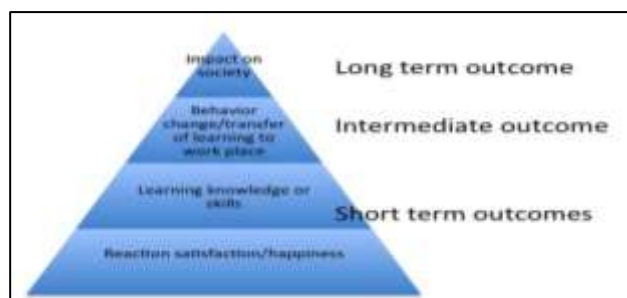 Impact on
society
Long term outcome
Behavior
change/transfer
of learning to
work place
Intermediate outcome
Learning knowledge or
skills
Short term outcomes
Reaction satisfaction/happiness